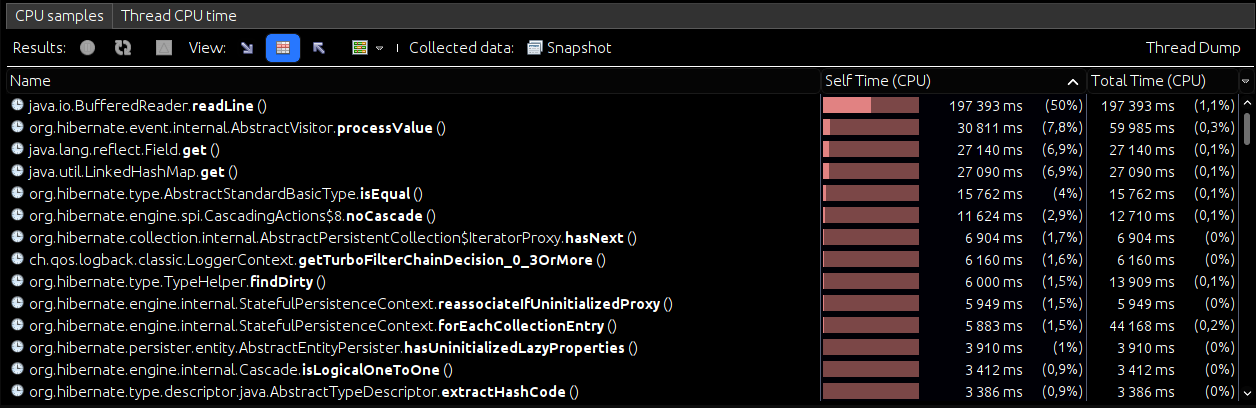 CPU samples Thread CPU time
Results: View: Collected data: Snapshot Thread Dump
Name Self Time (CPU) Total Time (CPU)
java.io.BufferedReader.readLine () 197 393 ms (50%) 197 393 ms (1,1%)
org.hibernate.event.internal.AbstractVisitor.processValue () 30 811 ms (7,8%) 59 985 ms (0,3%)
java.lang.reflect.Field.get () 27 140 ms (6,9%) 27 140 ms (0,1%)
java.util.LinkedHashMap.get () 27 090 ms (6,9%) 27 090 ms (0,1%)
org.hibernate.type.AbstractStandardBasicType.isEqual () 15 762 ms (4%) 15 762 ms (0,1%)
org.hibernate.engine.spi.CascadingActions$8.noCascade () 11 624 ms (2,9%) 12 710 ms (0,1%)
org.hibernate.collection.internal.AbstractPersistentCollection$IteratorProxy.hasNext () 6 904 ms (1,7%) 6 904 ms (0%)
ch.qos.logback.classic.LoggerContext.getTurboFilterChainDecision_0_3OrMore () 6 160 ms (1,6%) 6 160 ms (0%)
org.hibernate.type.TypeHelper.findDirty () 6 000 ms (1,5%) 13 909 ms (0,1%)
org.hibernate.engine.internal.StatefulPersistenceContext.reassociateIfUninitializedProxy () 5 949 ms (1,5%) 5 949 ms (0%)
org.hibernate.engine.internal.StatefulPersistenceContext.forEachCollectionEntry () 5 883 ms (1,5%) 44 168 ms (0,2%)
org.hibernate.persister.entity.AbstractEntityPersister.hasUninitializedLazyProperties () 3 910 ms (1%) 3 910 ms (0%)
org.hibernate.engine.internal.Cascade.isLogicalOneToOne () 3 412 ms (0,9%) 3 412 ms (0%)
org.hibernate.type.descriptor.java.AbstractTypeDescriptor.extractHashCode () 3 386 ms (0,9%) 3 386 ms (0%)